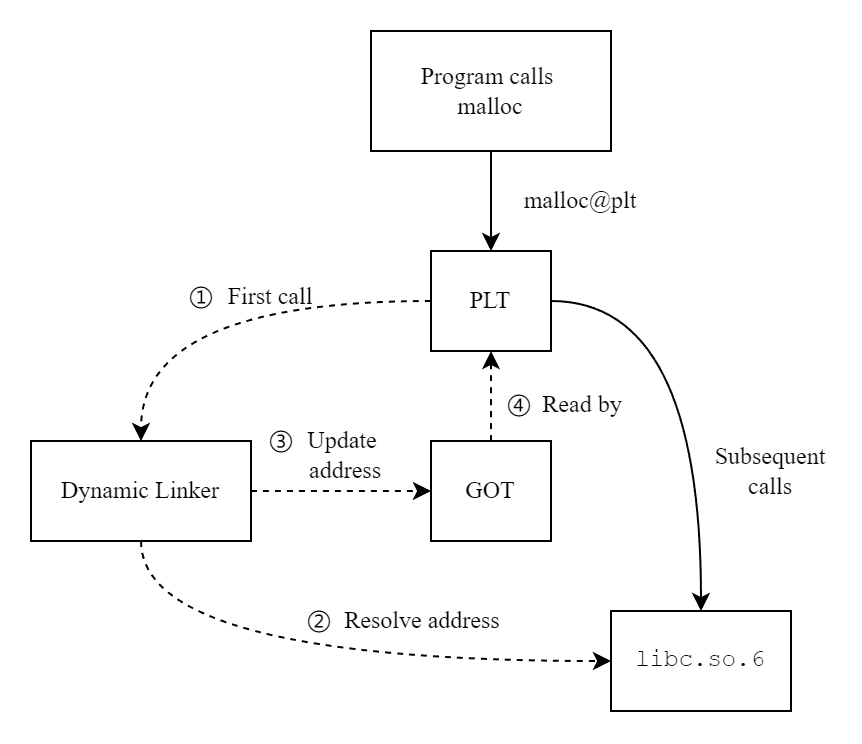 Program calls
malloc
malloc@plt
① First call
PLT
④ Read by
③ Update
address
Subsequent
calls
Dynamic Linker
GOT
② Resolve address
libc.so.6